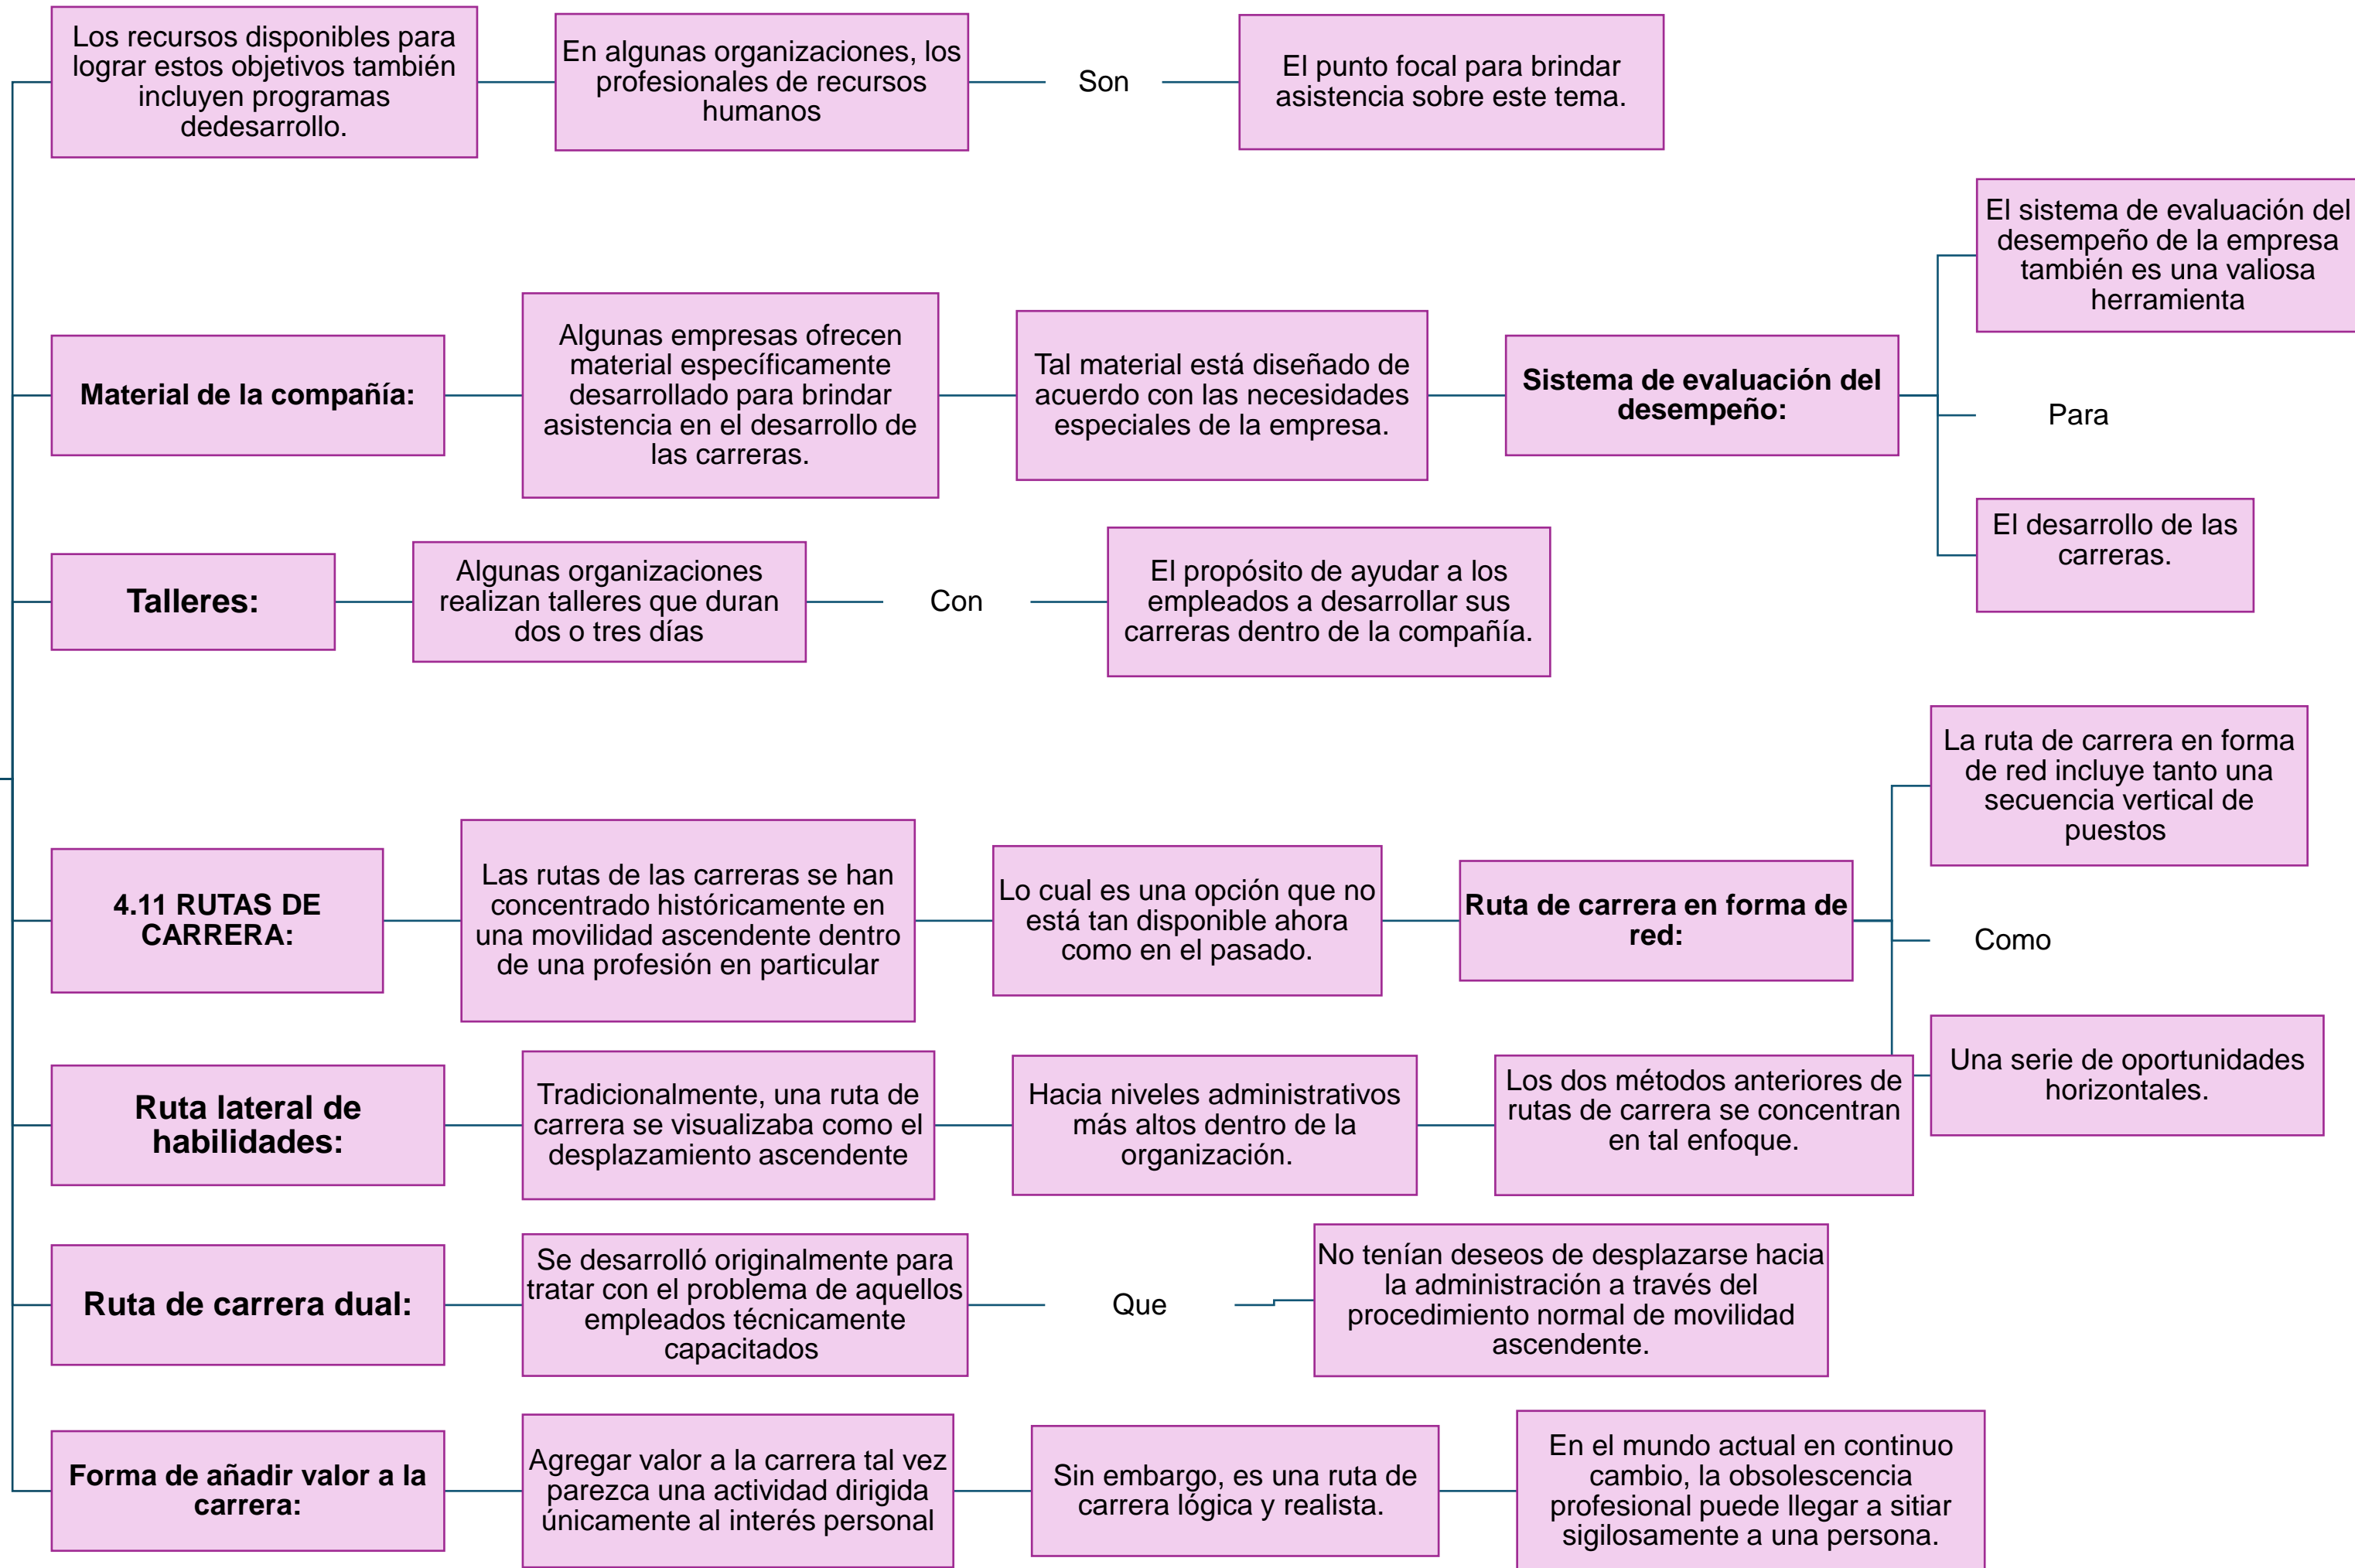 Los recursos disponibles para
lograr estos objetivos también
incluyen programas
dedesarrollo.
En algunas organizaciones, los
profesionales de recursos
humanos
Son
El punto focal para brindar
asistencia sobre este tema.
Material de la compañía:
Algunas empresas ofrecen
material específicamente
desarrollado para brindar
asistencia en el desarrollo de
las carreras.
Tal material está diseñado de
acuerdo con las necesidades
especiales de la empresa.
Sistema de evaluación del
desempeño:
El sistema de evaluación del
desempeño de la empresa
también es una valiosa
herramienta
Para
El desarrollo de las
carreras.
Talleres:
Algunas organizaciones
realizan talleres que duran
dos o tres días
Con
El propósito de ayudar a los
empleados a desarrollar sus
carreras dentro de la compañía.
4.11 RUTAS DE
CARRERA:
Las rutas de las carreras se han
concentrado históricamente en
una movilidad ascendente dentro
de una profesión en particular
Lo cual es una opción que no
está tan disponible ahora
como en el pasado.
Ruta de carrera en forma de
red:
La ruta de carrera en forma
de red incluye tanto una
secuencia vertical de
puestos
Como
Una serie de oportunidades
horizontales.
Ruta lateral de
habilidades:
Tradicionalmente, una ruta de
carrera se visualizaba como el
desplazamiento ascendente
Hacia niveles administrativos
más altos dentro de la
organización.
Los dos métodos anteriores de
rutas de carrera se concentran
en tal enfoque.
Ruta de carrera dual:
Se desarrolló originalmente para
tratar con el problema de aquellos
empleados técnicamente
capacitados
Que
No tenían deseos de desplazarse hacia
la administración a través del
procedimiento normal de movilidad
ascendente.
Forma de añadir valor a la
carrera:
Agregar valor a la carrera tal vez
parezca una actividad dirigida
únicamente al interés personal
Sin embargo, es una ruta de
carrera lógica y realista.
En el mundo actual en continuo
cambio, la obsolescencia
profesional puede llegar a sitiar
sigilosamente a una persona.